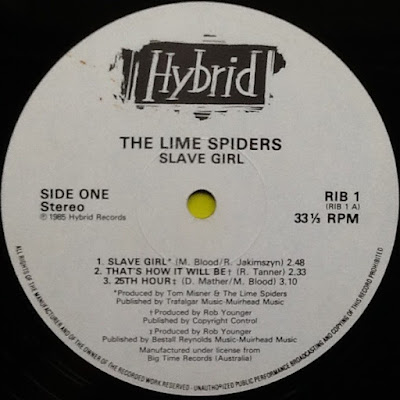 Hybrid
THE LIME SPIDERS
SLAVE GIRL
SIDE ONE
Stereo
℗ 1985 Hybrid Records
RIB 1
(RIB 1 A)
33⅓ RPM
1. SLAVE GIRL* (M. Blood/R. Jakimszyn) 2.48
2. THAT'S HOW IT WILL BE† (R. Tanner) 2.33
3. 25TH HOUR‡ (D. Mather/M. Blood) 3.10
*Produced by Tom Misner & The Lime Spiders
Published by Trafalgar Music-Muirhead Music
†Produced by Rob Younger
Published by Copyright Control
‡Produced by Rob Younger
Published by Bestall Reynolds Music-Muirhead Music
Manufactured under license from
Big Time Records (Australia)
ALL RIGHTS OF THE MANUFACTURER AND OF THE OWNER OF THE RECORDED WORK RESERVED - UNAUTHORIZED PUBLIC PERFORMANCE BROADCASTING AND COPYING OF THIS RECORD PROHIBITED